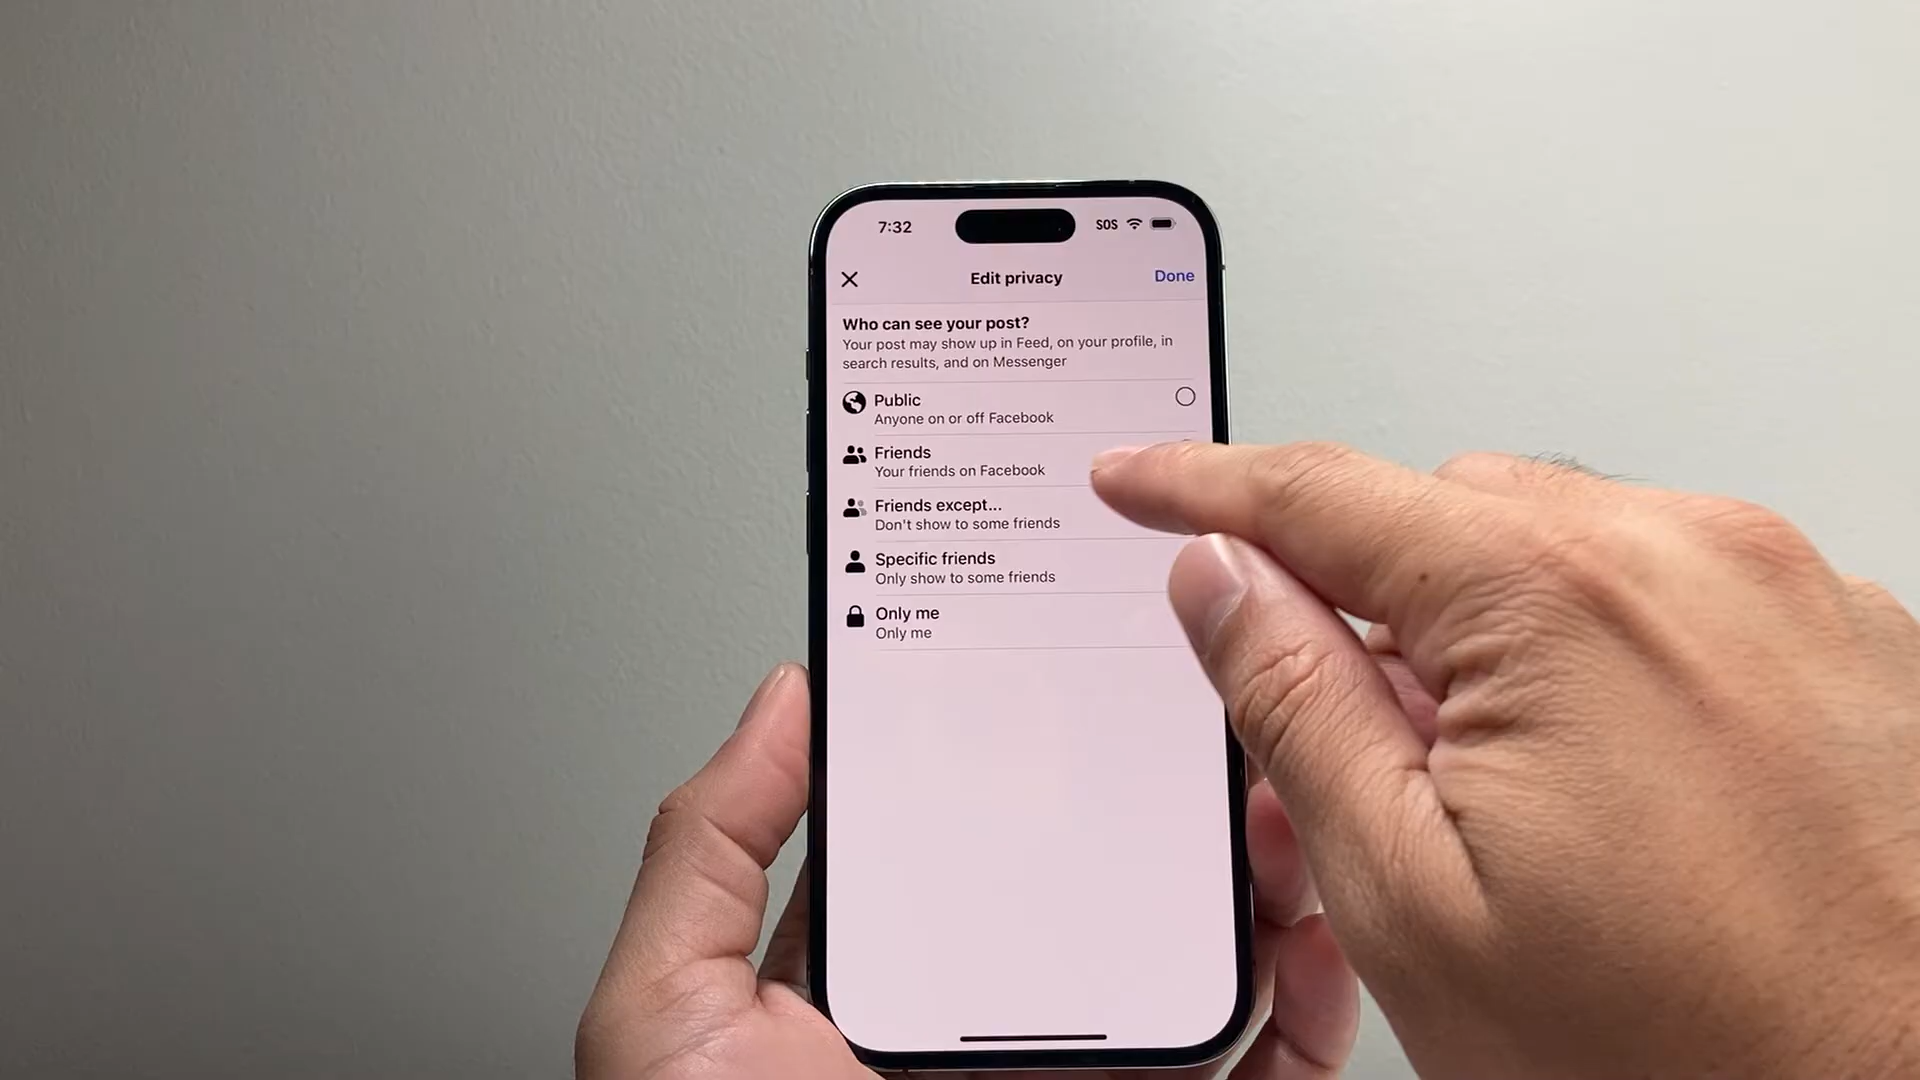 7:32 SOS
Edit privacy Done
Who can see your post?
Your post may show up in Feed, on your profile, in
search results, and on Messenger
Public
Anyone on or off Facebook
Friends
Your friends on Facebook
Friends except...
Don't show to some friends
Specific friends
Only show to some friends
Only me
Only me